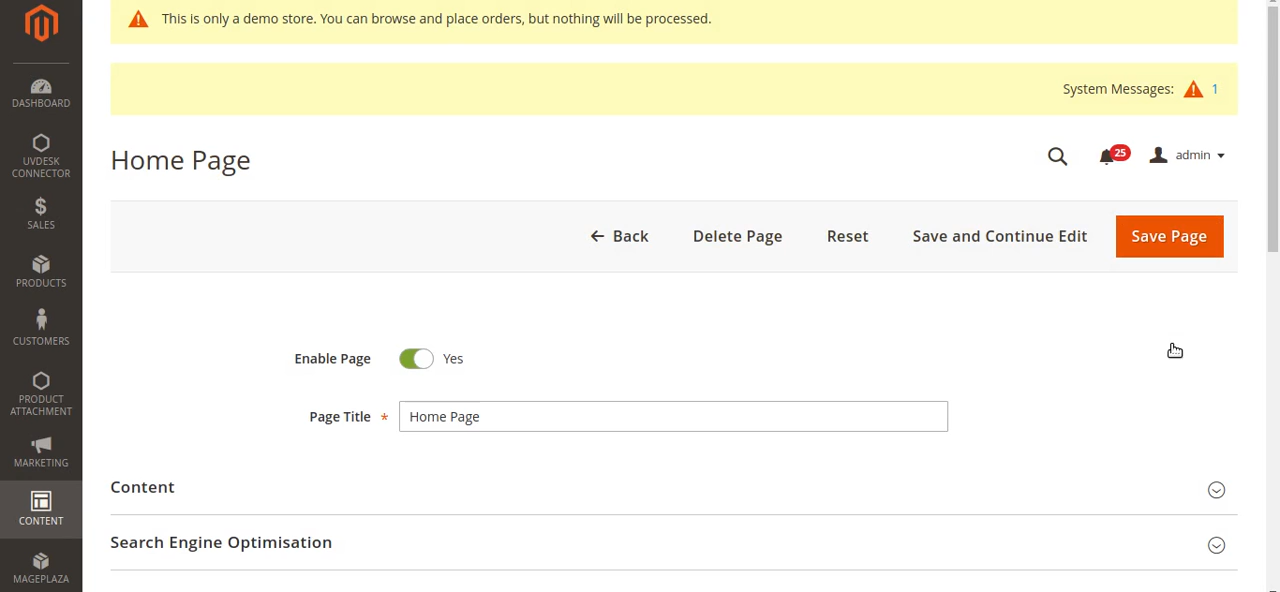 This is only a demo store. You can browse and place orders, but nothing will be processed.
System Messages: 1
Home Page
25
admin
Back
Delete Page
Reset
Save and Continue Edit
Save Page
Enable Page
Yes
Page Title *
Home Page
Content
Search Engine Optimisation
DASHBOARD
UVDESK
CONNECTOR
SALES
PRODUCTS
CUSTOMERS
PRODUCT
ATTACHMENT
MARKETING
CONTENT
MAGEPLAZA